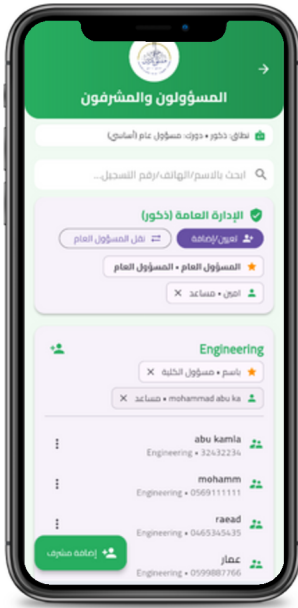 المسؤولون والمشرفون
نطاق: ذكور • دورك: مسؤول عام (أساسي)
ابحث بالاسم/الهاتف/رقم التسجيل...
الإدارة العامة (ذكور)
تعيين/إضافة
نقل المسؤول العام
المسؤول العام • المسؤول العام
امين • مساعد ×
Engineering
باسم • مسؤول الكلية ×
mohammad abu ka • مساعد ×
abu kamla
Engineering • 32432234
mohamm
Engineering • 0569111111
raead
Engineering • 0465345435
عمار
Engineering • 0599887766
إضافة مشرف